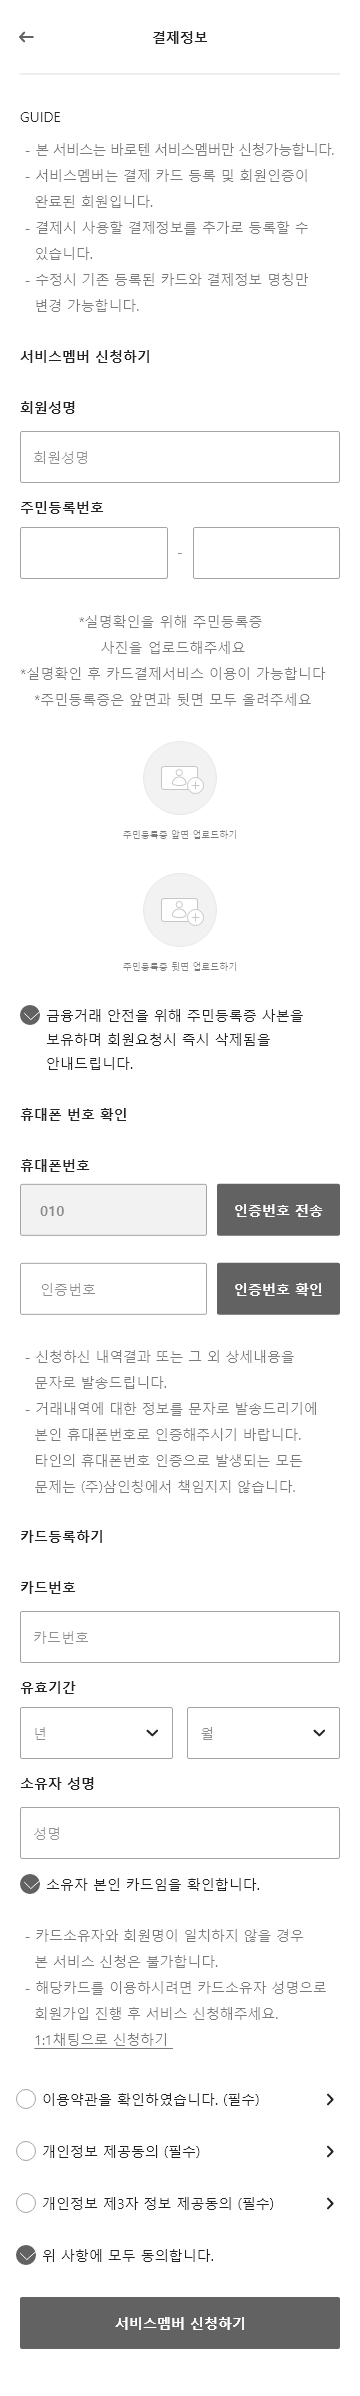 결제정보
GUIDE
- 본 서비스는 바로텐 서비스멤버만 신청가능합니다.
- 서비스멤버는 결제 카드 등록 및 회원인증이
완료된 회원입니다.
- 결제시 사용할 결제정보를 추가로 등록할 수
있습니다.
- 수정시 기존 등록된 카드와 결제정보 명칭만
변경 가능합니다.
서비스멤버 신청하기
회원성명
회원성명
주민등록번호
-
*실명확인을 위해 주민등록증
사진을 업로드해주세요
*실명확인 후 카드결제서비스 이용이 가능합니다
*주민등록증은 앞면과 뒷면 모두 올려주세요
주민등록증 앞면 업로드하기
주민등록증 뒷면 업로드하기
금융거래 안전을 위해 주민등록증 사본을
보유하며 회원요청시 즉시 삭제됨을
안내드립니다.
휴대폰 번호 확인
휴대폰번호
010 인증번호 전송
인증번호 인증번호 확인
- 신청하신 내역결과 또는 그 외 상세내용을
문자로 발송드립니다.
- 거래내역에 대한 정보를 문자로 발송드리기에
본인 휴대폰번호로 인증해주시기 바랍니다.
타인의 휴대폰번호 인증으로 발생되는 모든
문제는 (주)삼인칭에서 책임지지 않습니다.
카드등록하기
카드번호
카드번호
유효기간
년 월
소유자 성명
성명
소유자 본인 카드임을 확인합니다.
- 카드소유자와 회원명이 일치하지 않을 경우
본 서비스 신청은 불가합니다.
- 해당카드를 이용하시려면 카드소유자 성명으로
회원가입 진행 후 서비스 신청해주세요.
1:1채팅으로 신청하기
이용약관을 확인하였습니다. (필수)
개인정보 제공동의 (필수)
개인정보 제3자 정보 제공동의 (필수)
위 사항에 모두 동의합니다.
서비스멤버 신청하기